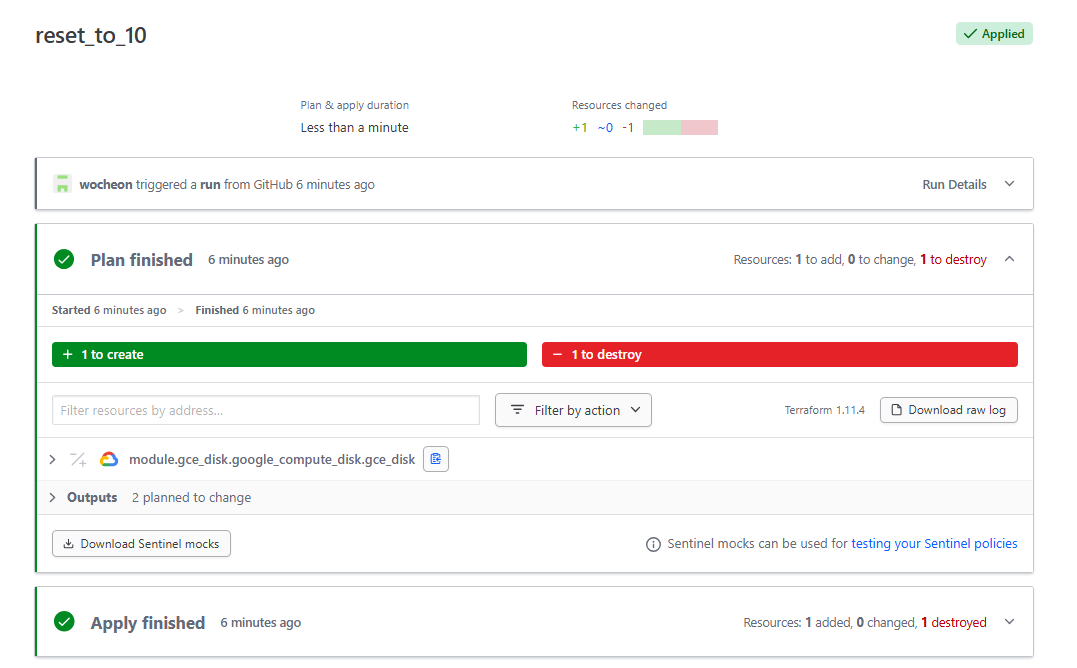 reset_to_10
Applied
Plan & apply duration
Less than a minute
Resources changed
+1 ~0 -1
wocheon triggered a run from GitHub 6 minutes ago
Run Details
Plan finished 6 minutes ago
Resources: 1 to add, 0 to change, 1 to destroy
Started 6 minutes ago > Finished 6 minutes ago
+ 1 to create
− 1 to destroy
Filter resources by address...
Filter by action
Terraform 1.11.4
Download raw log
module.gce_disk.google_compute_disk.gce_disk
Outputs 2 planned to change
Download Sentinel mocks
Sentinel mocks can be used for testing your Sentinel policies
Apply finished 6 minutes ago
Resources: 1 added, 0 changed, 1 destroyed